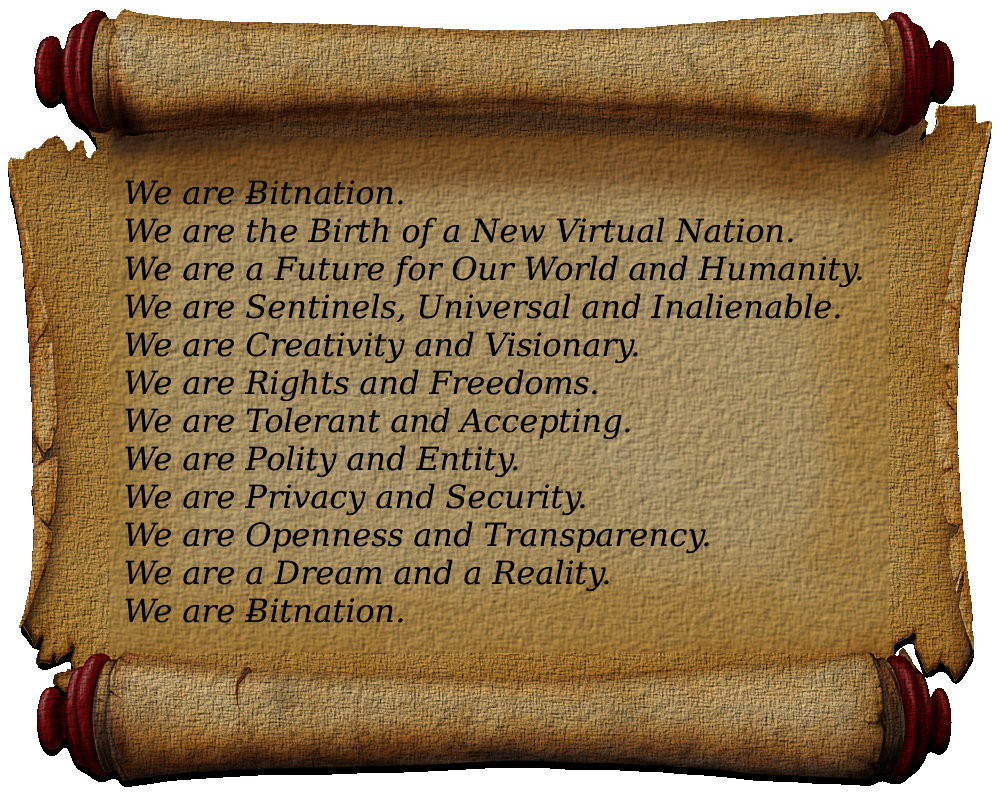 We are Ƀitnation.
We are the Birth of a New Virtual Nation.
We are a Future for Our World and Humanity.
We are Sentinels, Universal and Inalienable.
We are Creativity and Visionary.
We are Rights and Freedoms.
We are Tolerant and Accepting.
We are Polity and Entity.
We are Privacy and Security.
We are Openness and Transparency.
We are a Dream and a Reality.
We are Ƀitnation.